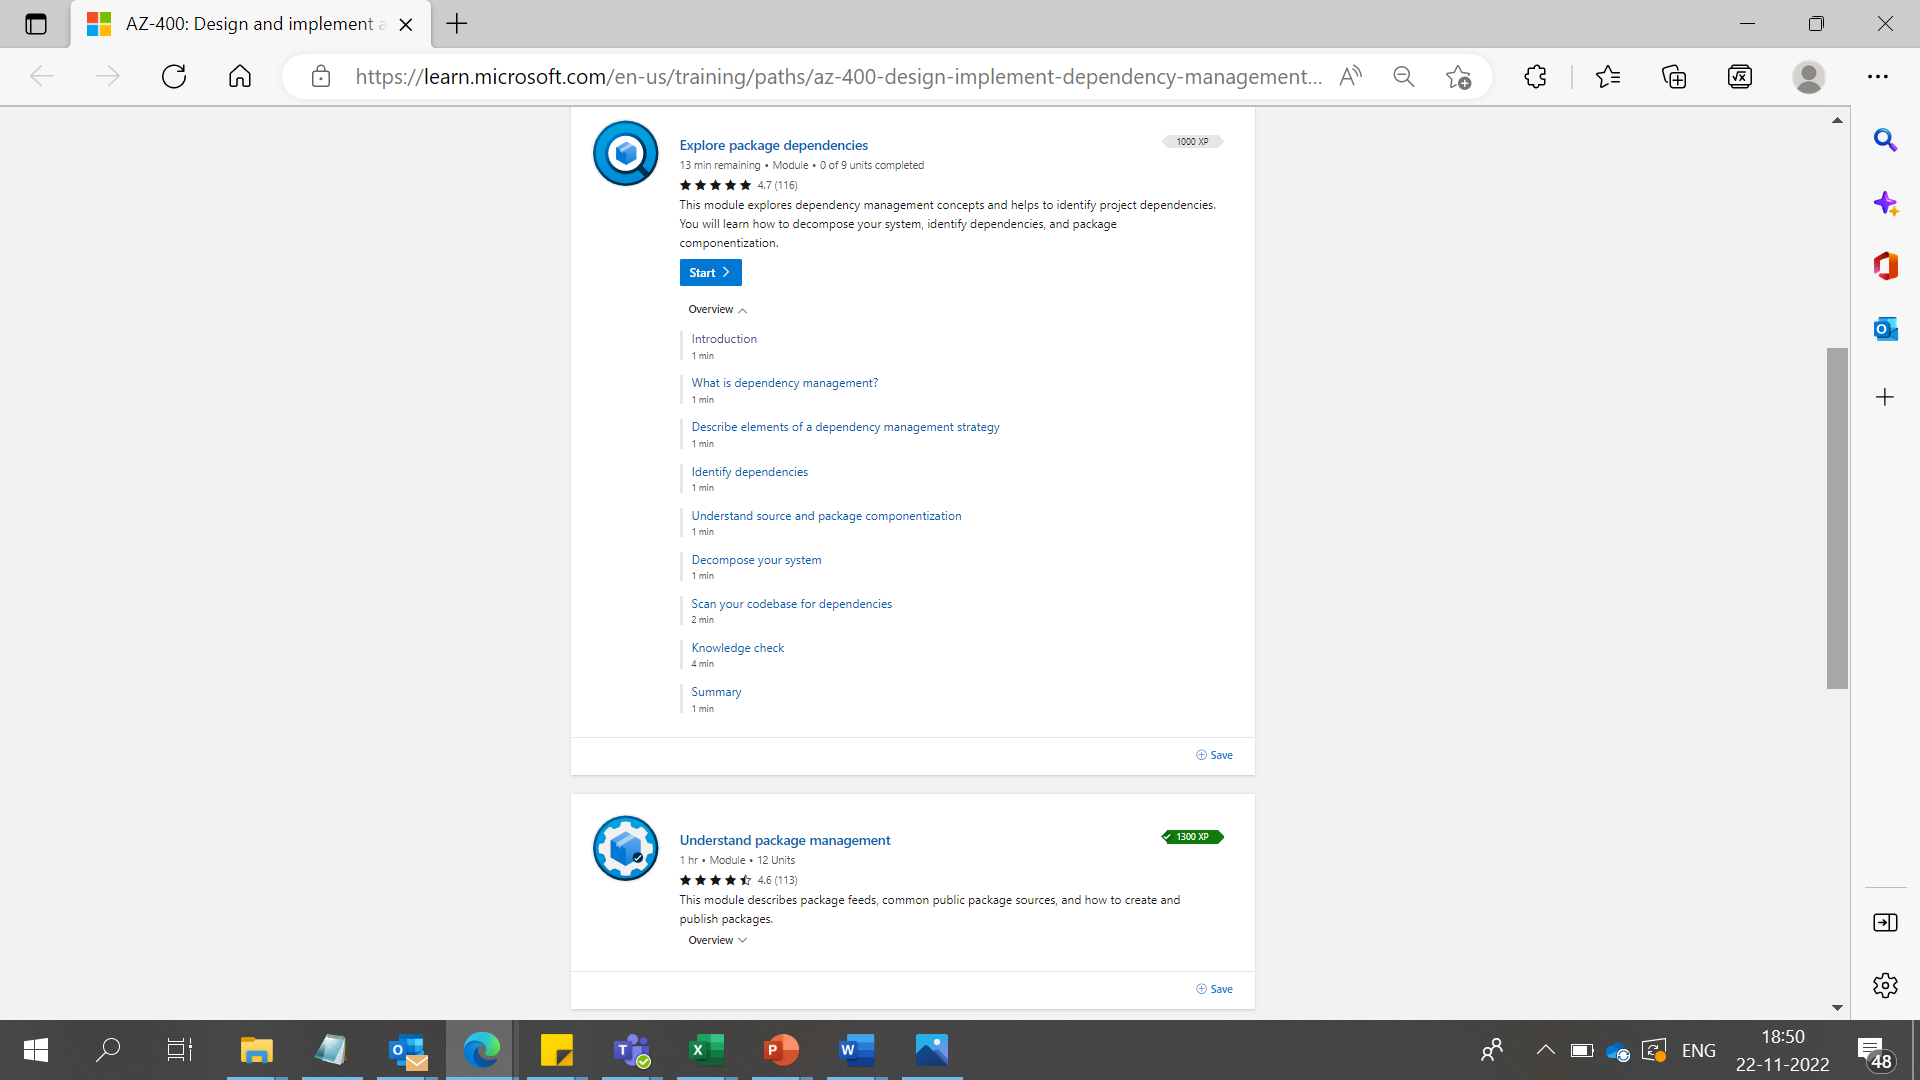 AZ-400: Design and implement a
https://learn.microsoft.com/en-us/training/paths/az-400-design-implement-dependency-management...
Explore package dependencies
1000 XP
13 min remaining • Module • 0 of 9 units completed
4.7 (116)
This module explores dependency management concepts and helps to identify project dependencies.
You will learn how to decompose your system, identify dependencies, and package
componentization.
Start
Overview
Introduction
1 min
What is dependency management?
1 min
Describe elements of a dependency management strategy
1 min
Identify dependencies
1 min
Understand source and package componentization
1 min
Decompose your system
1 min
Scan your codebase for dependencies
2 min
Knowledge check
4 min
Summary
1 min
Save
Understand package management
1300 XP
1 hr • Module • 12 Units
4.6 (113)
This module describes package feeds, common public package sources, and how to create and
publish packages.
Overview
Save
ENG
18:50
22-11-2022
48